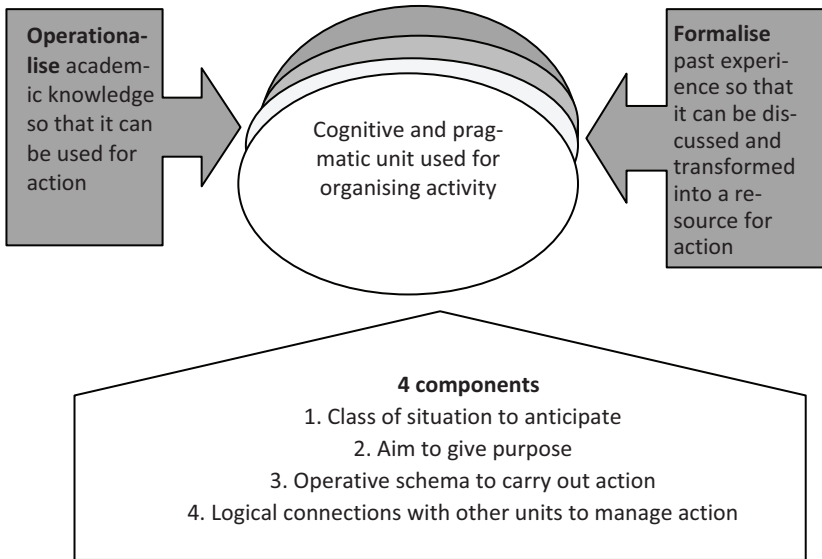 Operationa-
lise academ-
ic knowledge
so that it can
be used for
action
Cognitive and prag-
matic unit used for
organising activity
Formalise
past experi-
ence so that
it can be dis-
cussed and
transformed
into a re-
source for
action
4 components
1. Class of situation to anticipate
2. Aim to give purpose
3. Operative schema to carry out action
4. Logical connections with other units to manage action